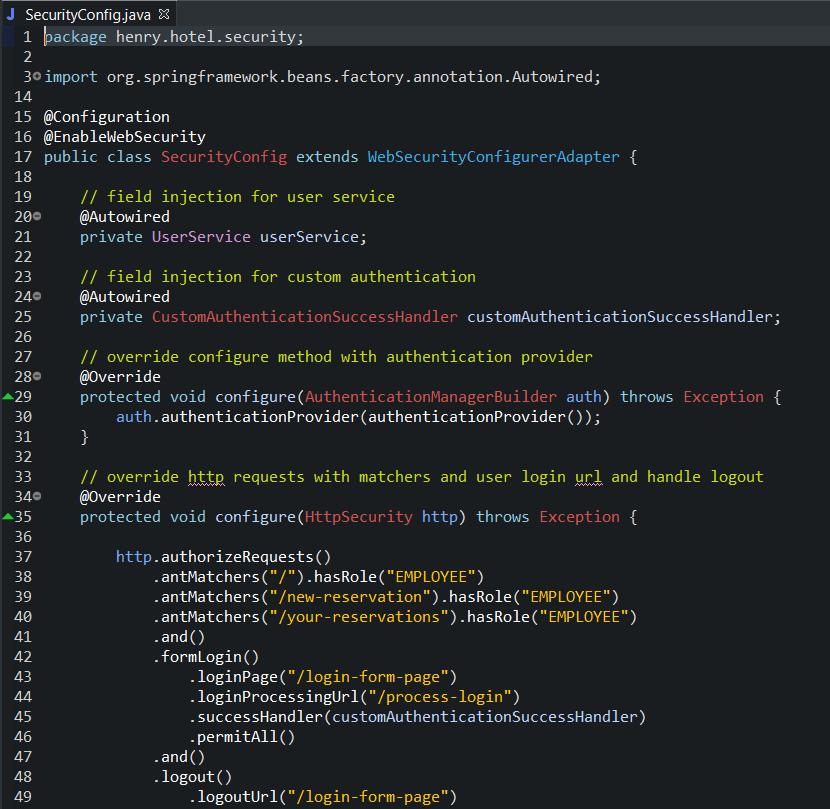 SecurityConfig.java
1 package henry.hotel.security;
2
3 import org.springframework.beans.factory.annotation.Autowired;
14
15 @Configuration
16 @EnableWebSecurity
17 public class SecurityConfig extends WebSecurityConfigurerAdapter {
18
19     // field injection for user service
20     @Autowired
21     private UserService userService;
22
23     // field injection for custom authentication
24     @Autowired
25     private CustomAuthenticationSuccessHandler customAuthenticationSuccessHandler;
26
27     // override configure method with authentication provider
28     @Override
29     protected void configure(AuthenticationManagerBuilder auth) throws Exception {
30         auth.authenticationProvider(authenticationProvider());
31     }
32
33     // override http requests with matchers and user login url and handle logout
34     @Override
35     protected void configure(HttpSecurity http) throws Exception {
36
37         http.authorizeRequests()
38             .antMatchers("/").hasRole("EMPLOYEE")
39             .antMatchers("/new-reservation").hasRole("EMPLOYEE")
40             .antMatchers("/your-reservations").hasRole("EMPLOYEE")
41             .and()
42             .formLogin()
43                 .loginPage("/login-form-page")
44                 .loginProcessingUrl("/process-login")
45                 .successHandler(customAuthenticationSuccessHandler)
46                 .permitAll()
47             .and()
48             .logout()
49                 .logoutUrl("/login-form-page")